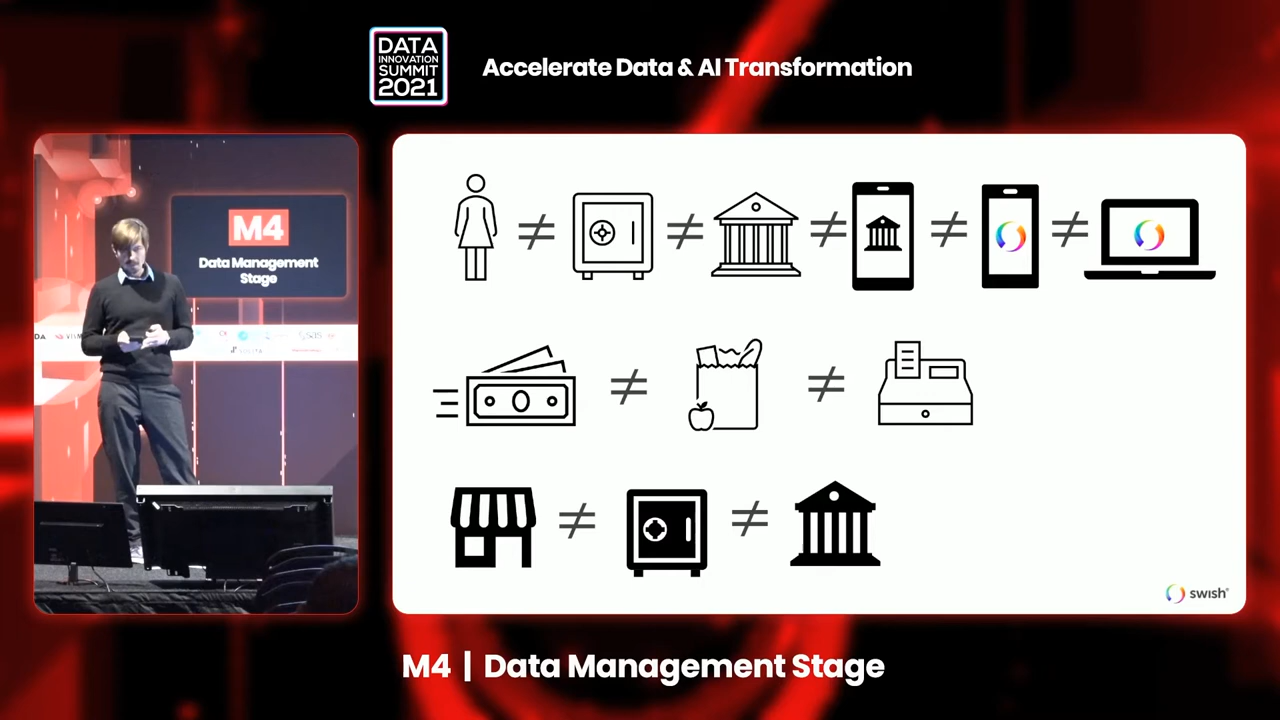 DATA
INNOVATION
SUMMIT
2021
Accelerate Data & AI Transformation
M4
Data Management
Stage
swish®
M4 | Data Management Stage